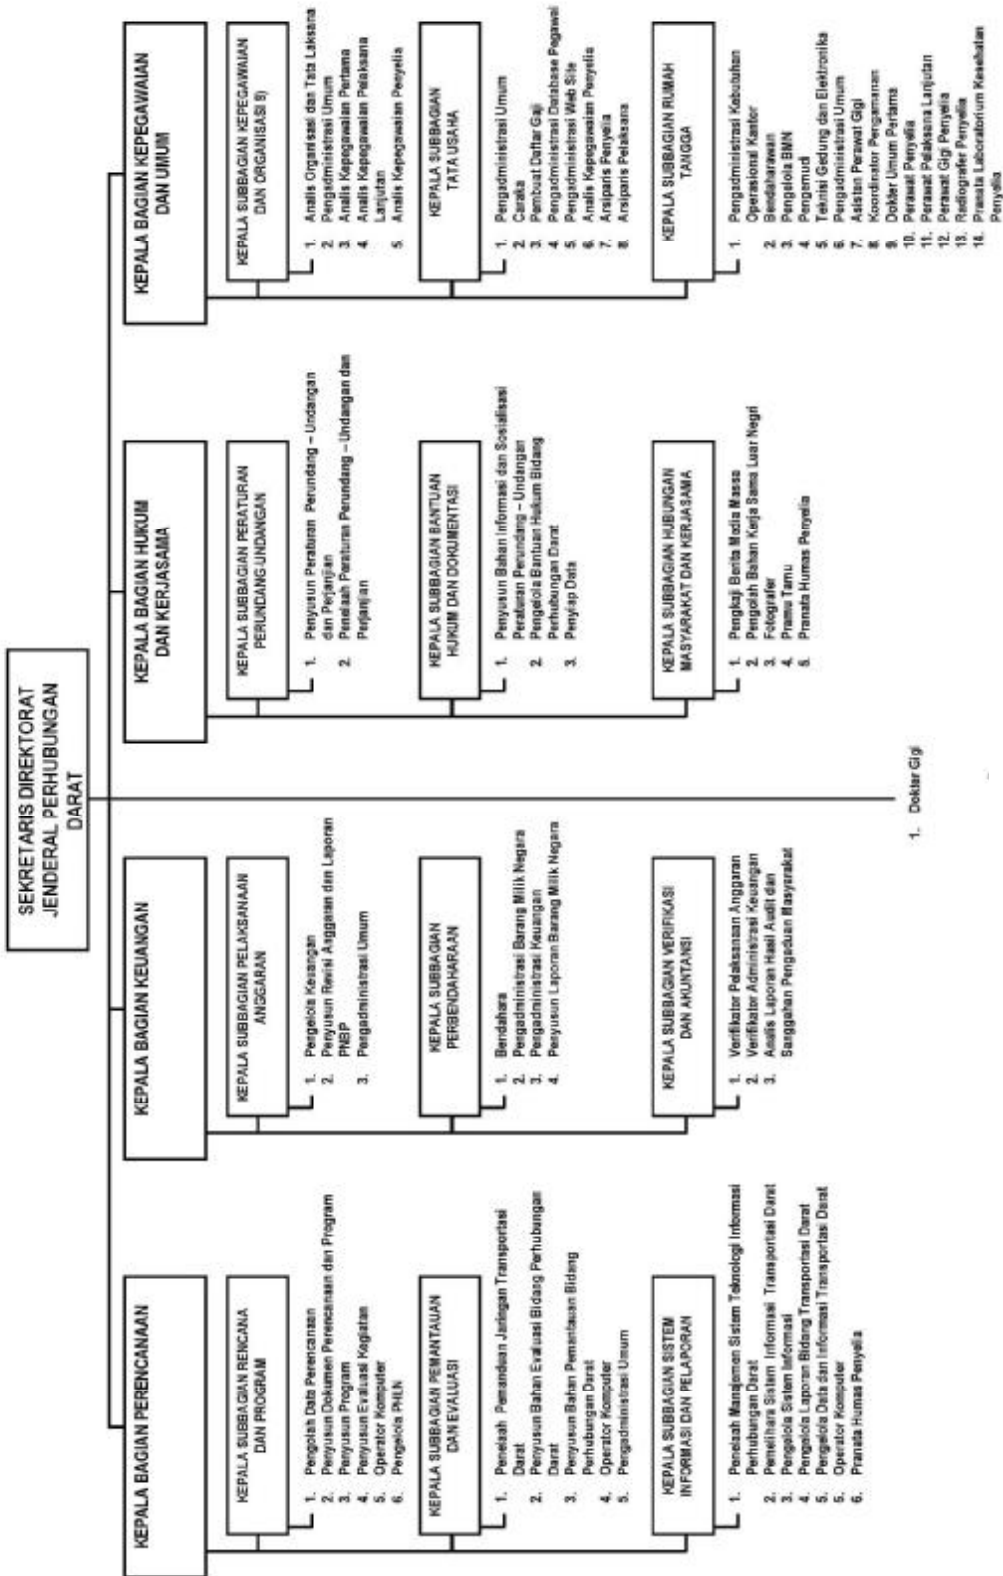 SEKRETARIS DIREKTORAT
JENDERAL PERHUBUNGAN
DARAT
KEPALA BAGIAN PERENCANAAN
KEPALA SUBBAGIAN RENCANA
DAN PROGRAM
1. Pengolah Data Perencanaan
2. Penyusun Dokumen Perencanaan dan Program
3. Penyusun Program
4. Penyusun Evaluasi Kegiatan
5. Operator Komputer
6. Pengelola PHLN
KEPALA SUBBAGIAN PEMANTAUAN
DAN EVALUASI
1. Penelaah Pemanduan Jaringan Transportasi
Darat
2. Penyusun Bahan Evaluasi Bidang Perhubungan
Darat
3. Penyusun Bahan Pemantauan Bidang
Perhubungan Darat
4. Operator Komputer
5. Pengadministrasi Umum
KEPALA SUBBAGIAN SISTEM
INFORMASI DAN PELAPORAN
1. Penelaah Manajemen Sistem Teknologi Informasi
Perhubungan Darat
2. Pemelihara Sistem Informasi Transportasi Darat
3. Pengelola Sistem Informasi
4. Pengelola Laporan Bidang Transportasi Darat
5. Pengelola Data dan Informasi Transportasi Darat
5. Operator Komputer
6. Pranata Humas Penyelia
KEPALA BAGIAN KEUANGAN
KEPALA SUBBAGIAN PELAKSANAAN
ANGGARAN
1. Pengelola Keuangan
2. Penyusun Revisi Anggaran dan Laporan
PNBP
3. Pengadministrasi Umum
KEPALA SUBBAGIAN
PERBENDAHARAAN
1. Bendahara
2. Pengadministrasi Barang Milik Negara
3. Pengadministrasi Keuangan
4. Penyusun Laporan Barang Milik Negara
KEPALA SUBBAGIAN VERIFIKASI
DAN AKUNTANSI
1. Verifikator Pelaksanaan Anggaran
2. Verifikator Administrasi Keuangan
3. Analis Laporan Hasil Audit dan
Sanggahan Pengaduan Masyarakat
KEPALA BAGIAN HUKUM
DAN KERJASAMA
KEPALA SUBBAGIAN PERATURAN
PERUNDANG-UNDANGAN
1. Penyusun Peraturan Perundang – Undangan
dan Perjanjian
2. Penelaah Peraturan Perundang – Undangan dan
Perjanjian
KEPALA SUBBAGIAN BANTUAN
HUKUM DAN DOKUMENTASI
1. Penyusun Bahan Informasi dan Sosialisasi
Peraturan Perundang – Undangan
2. Pengelola Bantuan Hukum Bidang
Perhubungan Darat
3. Penyiap Data
KEPALA SUBBAGIAN HUBUNGAN
MASYARAKAT DAN KERJASAMA
1. Pengkaji Berita Media Massa
2. Pengolah Bahan Kerja Sama Luar Negri
3. Fotografer
4. Pramu Tamu
5. Pranata Humas Penyelia
KEPALA BAGIAN KEPEGAWAIAN
DAN UMUM
KEPALA SUBBAGIAN KEPEGAWAIAN
DAN ORGANISASI
1. Analis Organisasi dan Tata Laksana
2. Pengadministrasi Umum
3. Analis Kepegawaian Pertama
4. Analis Kepegawaian Pelaksana
Lanjutan
5. Analis Kepegawaian Penyelia
KEPALA SUBBAGIAN
TATA USAHA
1. Pengadministrasi Umum
2. Caraka
3. Pembuat Daftar Gaji
4. Pengadministrasi Database Pegawai
5. Pengadministrasi Web Site
6. Analis Kepegawaian Penyelia
7. Arsiparis Penyelia
8. Arsiparis Pelaksana
KEPALA SUBBAGIAN RUMAH
TANGGA
1. Pengadministrasi Kebutuhan
Operasional Kantor
2. Bendaharawan
3. Pengelola BMN
4. Pengemudi
5. Teknisi Gedung dan Elektronika
6. Pengadministrasi Umum
7. Asisten Perawat Gigi
8. Koordinator Pengamanan
9. Dokter Umum Pertama
10. Perawat Penyelia
11. Perawat Pelaksana Lanjutan
12. Perawat Gigi Penyelia
13. Radiografer Penyelia
14. Pranata Laboratorium Kesehatan
Penyelia
1. Dokter Gigi